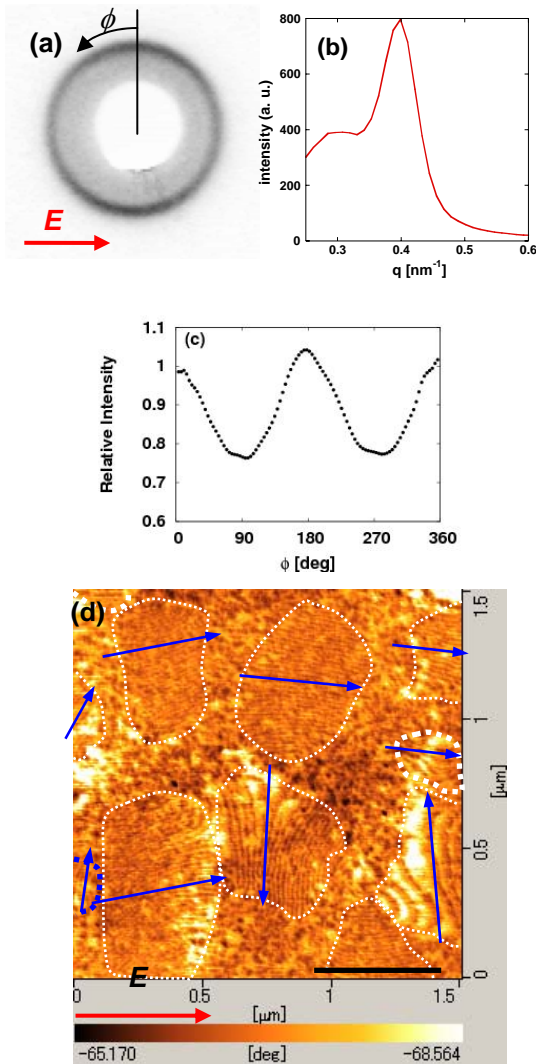 (a)
ϕ
E
(b)
800
600
400
200
0
intensity (a. u.)
0.3 0.4 0.5 0.6
q [nm⁻¹]
(c)
1.1
1
0.9
0.8
0.7
0.6
Relative Intensity
0 90 180 270 360
ϕ [deg]
(d)
1.5
1
[μm]
0.5
0
E
0 0.5 1 1.5
[μm]
−65.170 [deg] −68.564